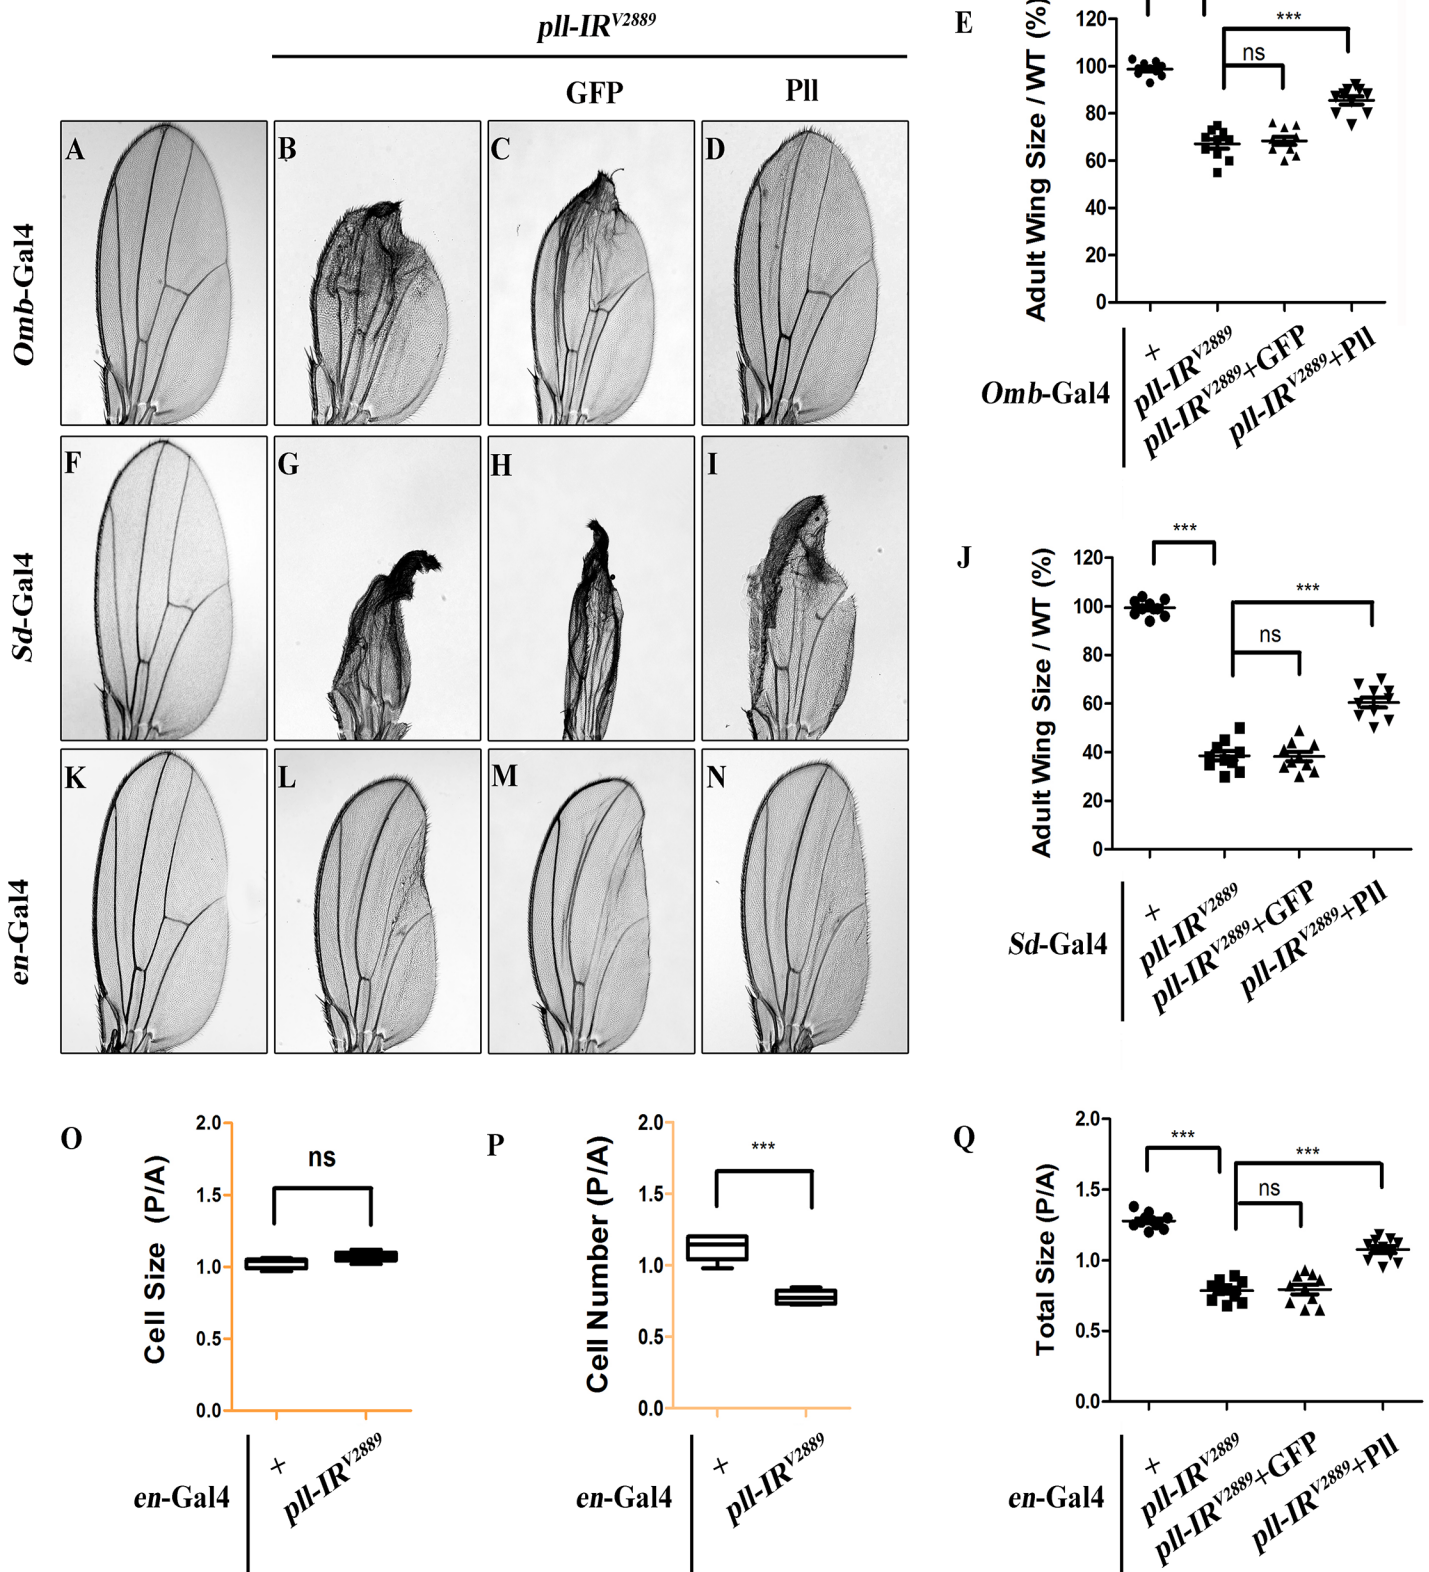 pll-IR^V2889
GFP Pll
Omb-Gal4
A B C D
Sd-Gal4
F G H I
en-Gal4
K L M N
E
Adult Wing Size / WT (%)
120
100
80
60
40
20
0
***
ns
Omb-Gal4
+
pll-IR^V2889
pll-IR^V2889+GFP
pll-IR^V2889+Pll
J
Adult Wing Size / WT (%)
120
100
80
60
40
20
0
***
***
ns
Sd-Gal4
+
pll-IR^V2889
pll-IR^V2889+GFP
pll-IR^V2889+Pll
O
Cell Size (P/A)
2.0
1.5
1.0
0.5
0.0
ns
en-Gal4
+
pll-IR^V2889
P
Cell Number (P/A)
2.0
1.5
1.0
0.5
0.0
***
en-Gal4
+
pll-IR^V2889
Q
Total Size (P/A)
2.0
1.5
1.0
0.5
0.0
***
***
ns
en-Gal4
+
pll-IR^V2889
pll-IR^V2889+GFP
pll-IR^V2889+Pll